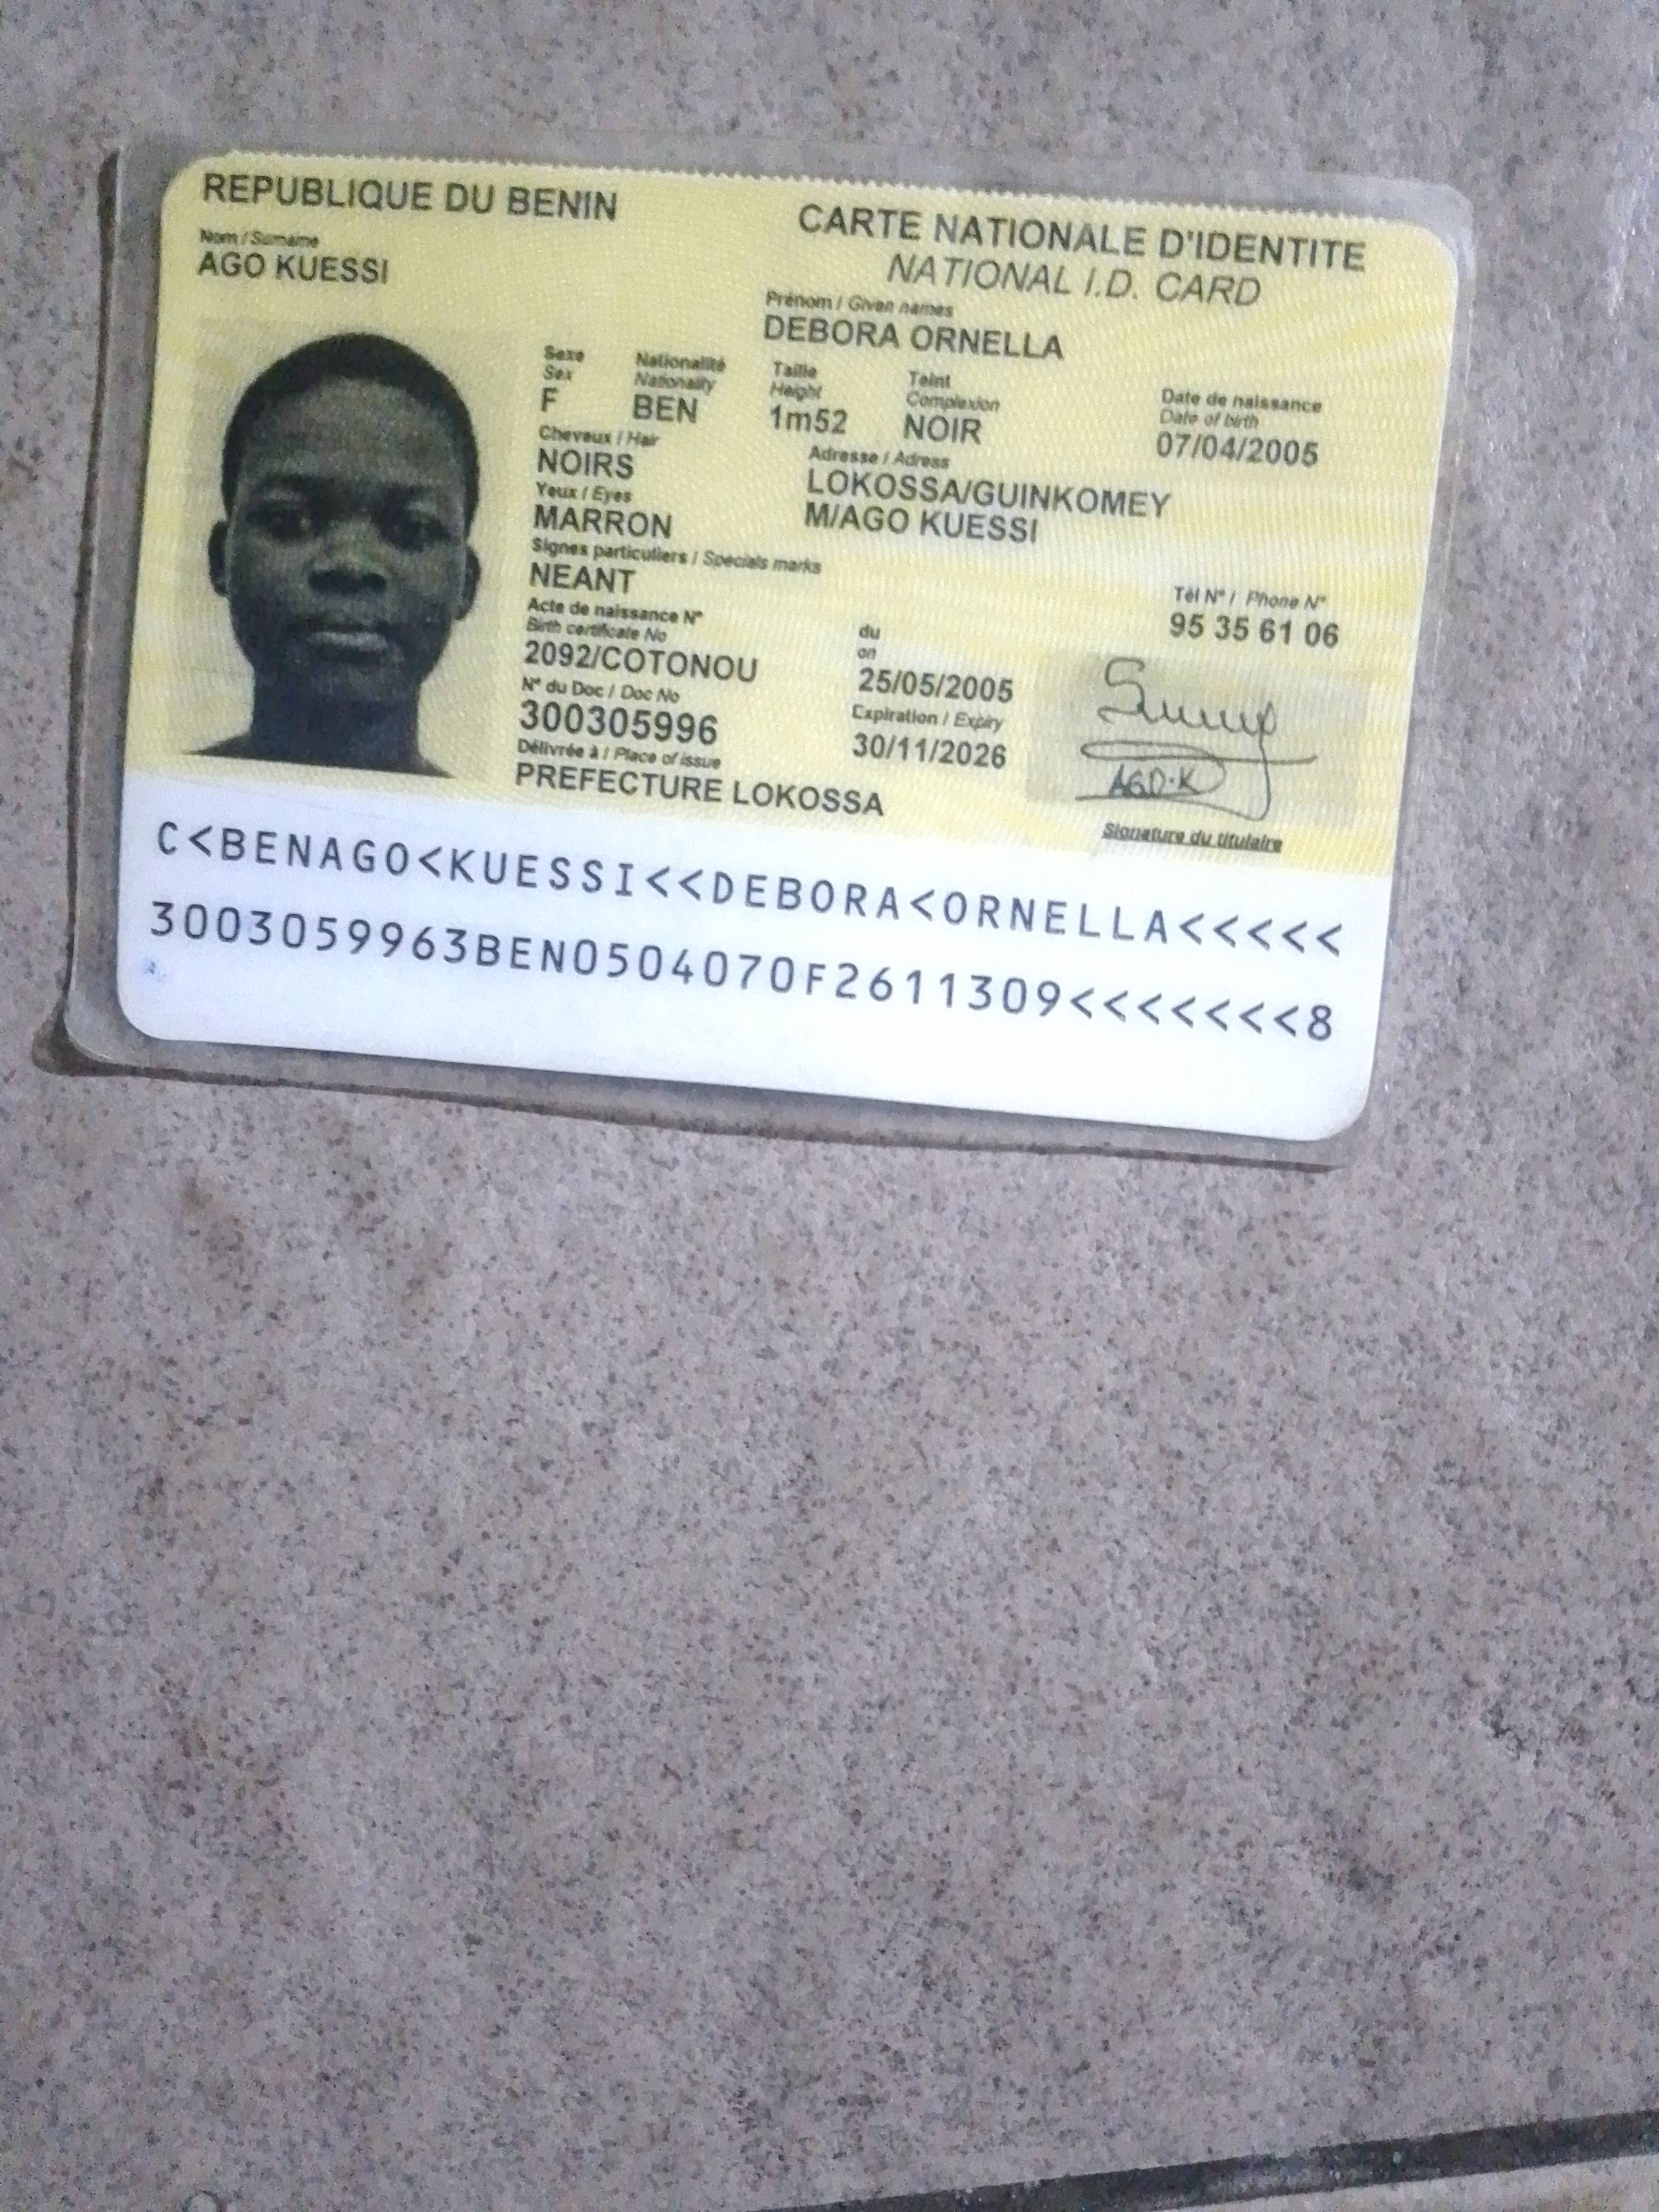 REPUBLIQUE DU BENIN
CARTE NATIONALE D'IDENTITE
NATIONAL I.D. CARD
Nom / Surname
AGO KUESSI
Prénom / Given names
DEBORA ORNELLA
Sexe Nationalité Taille Teint Date de naissance
Sex Nationality Height Complexion Date of birth
F BEN 1m52 NOIR 07/04/2005
Cheveux / Hair Adresse / Adress
NOIRS LOKOSSA/GUINKOMEY
Yeux / Eyes
MARRON M/AGO KUESSI
Signes particuliers / Specials marks
NEANT
Tél N° / Phone N°
95 35 61 06
Acte de naissance N° du
Birth certificate No on
2092/COTONOU 25/05/2005
N° du Doc / Doc No Expiration / Expiry
300305996 30/11/2026
Délivrée à / Place of issue
PREFECTURE LOKOSSA
AGO.K
Signature du titulaire
C<BENAGO<KUESSI<<DEBORA<ORNELLA<<<<<
3003059963BEN0504070F2611309<<<<<<<8